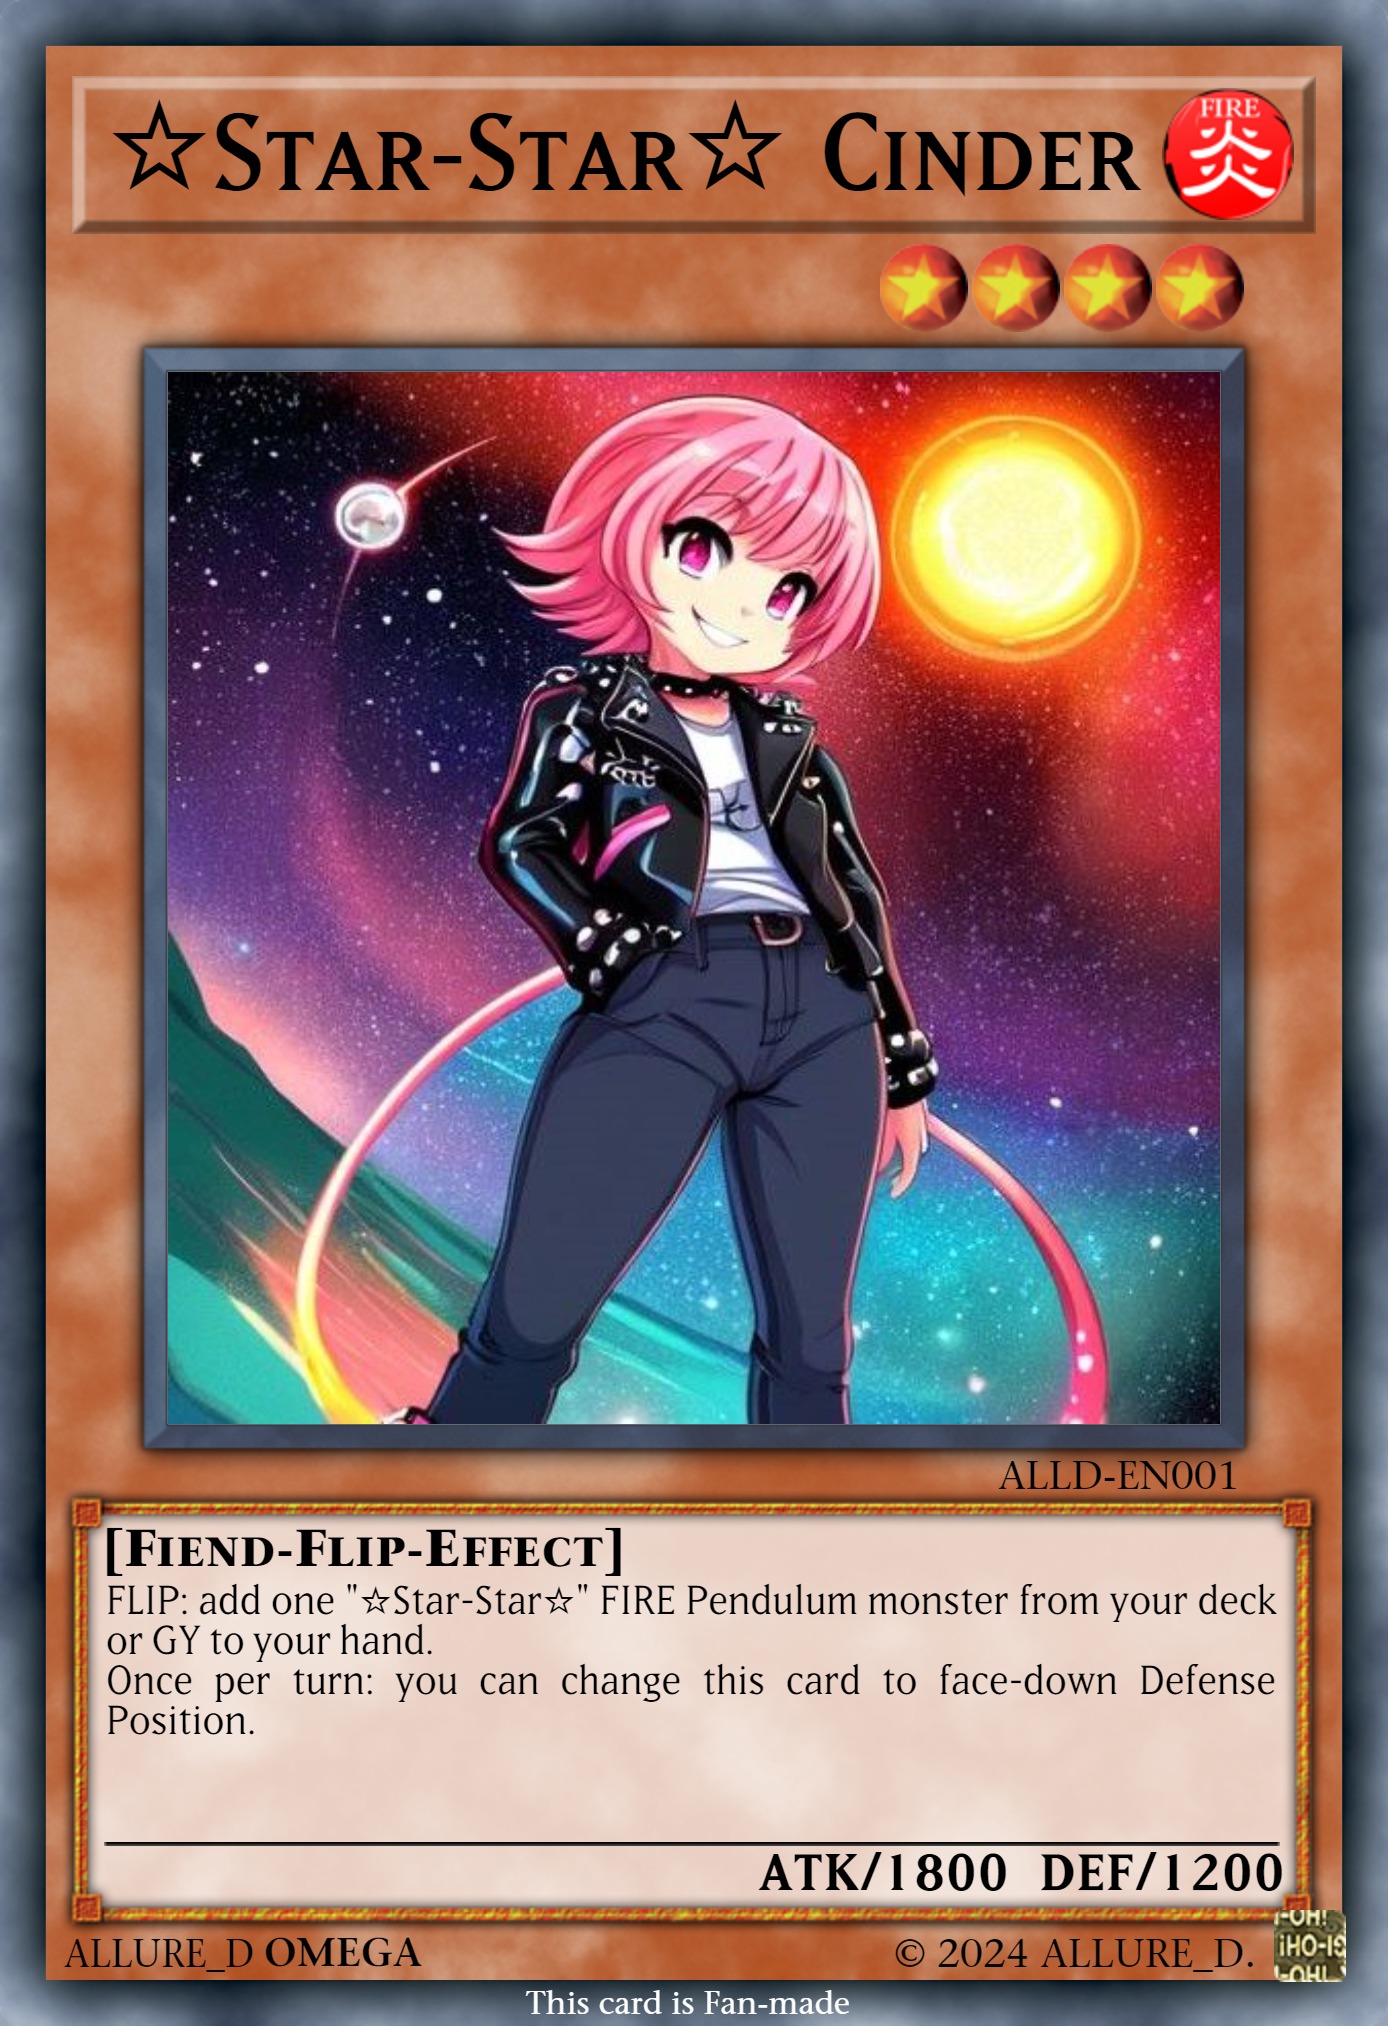 ☆Star-Star☆ Cinder
FIRE
炎
ALLD-EN001
[Fiend-Flip-Effect]
FLIP: add one "☆Star-Star☆" FIRE Pendulum monster from your deck
or GY to your hand.
Once per turn: you can change this card to face-down Defense
Position.
ATK/1800 DEF/1200
ALLURE_D OMEGA
© 2024 ALLURE_D.
This card is Fan-made